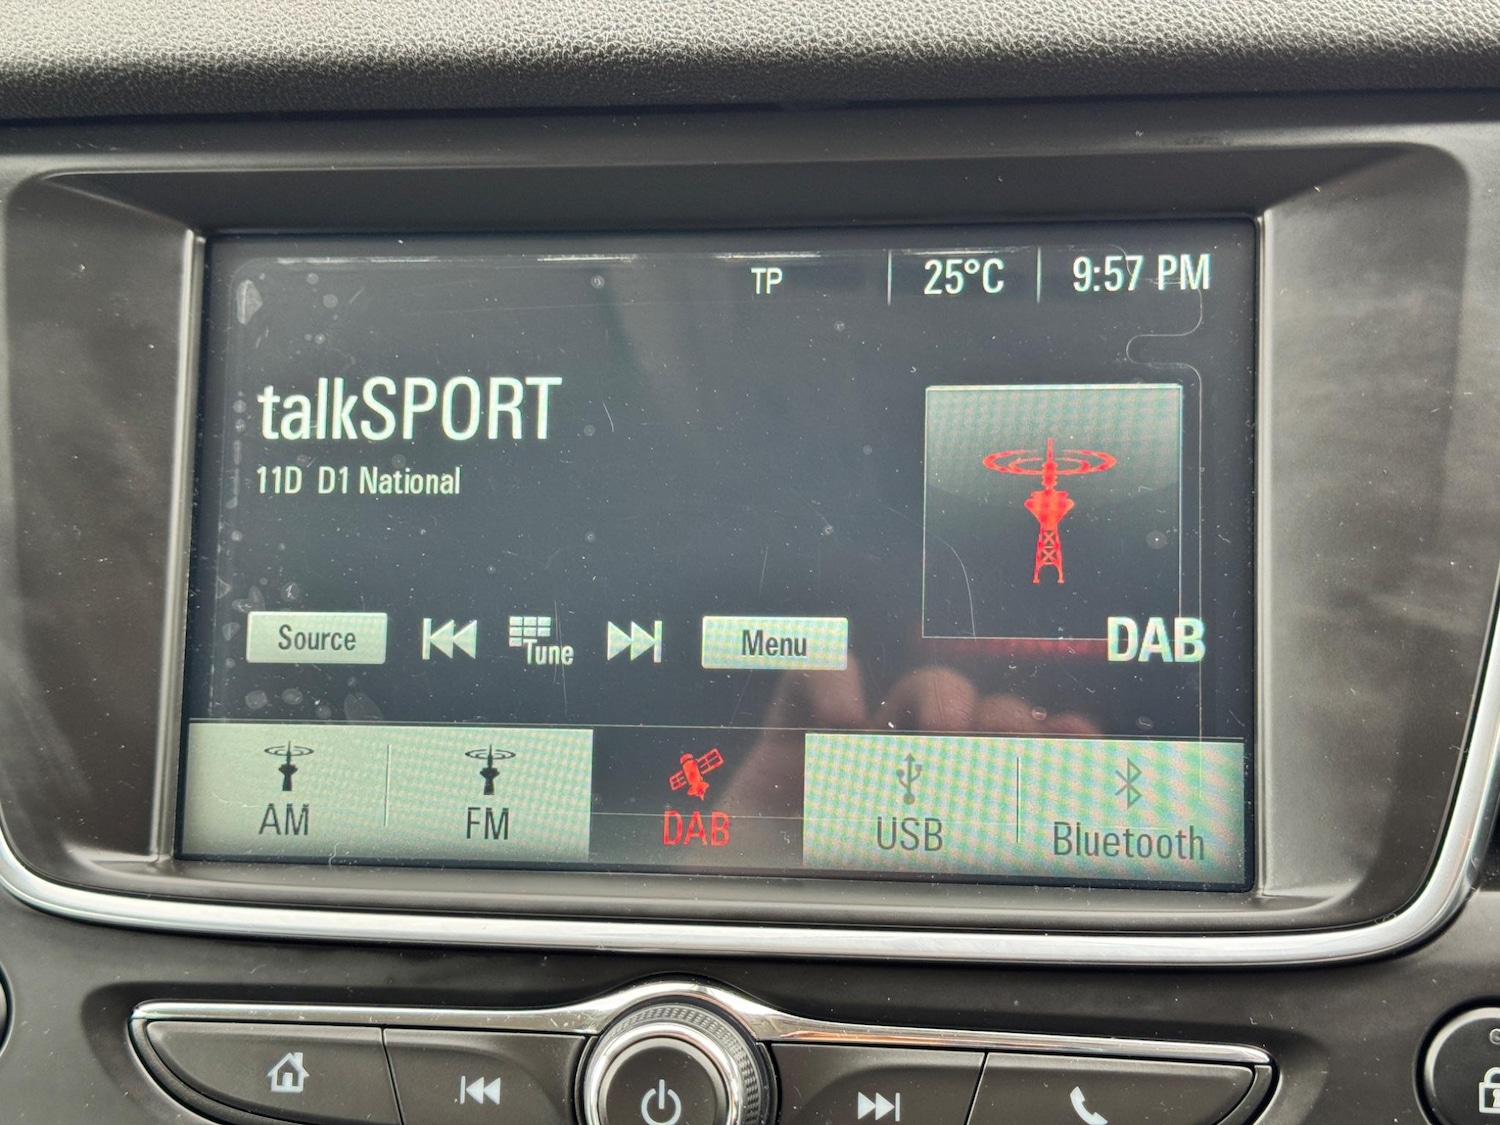 TP 25°C 9:57 PM
talkSPORT
11D D1 National
Source Tune Menu
DAB
AM FM DAB USB Bluetooth